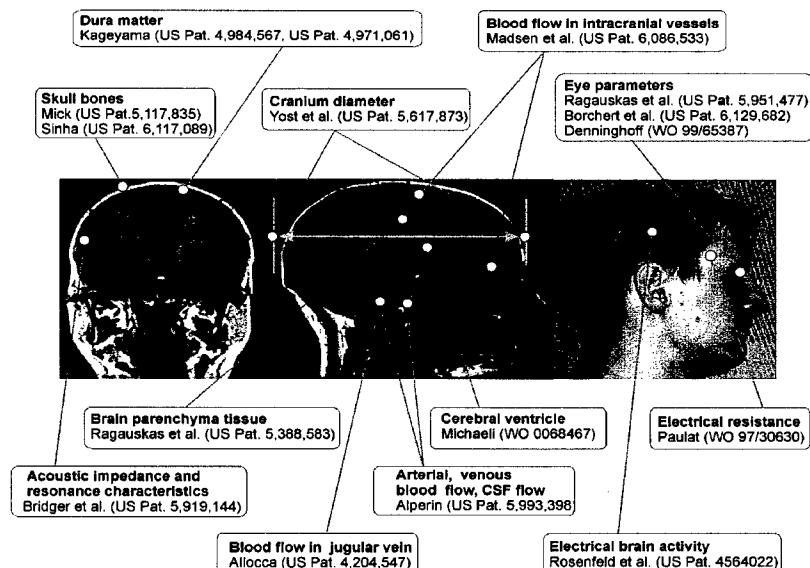 Dura matter
Kageyama (US Pat. 4,984,567, US Pat. 4,971,061)
Blood flow in intracranial vessels
Madsen et al. (US Pat. 6,086,533)
Skull bones
Mick (US Pat.5,117,835)
Sinha (US Pat. 6,117,089)
Cranium diameter
Yost et al. (US Pat. 5,617,873)
Eye parameters
Ragauskas et al. (US Pat. 5,951,477)
Borchert et al. (US Pat. 6,129,682)
Denninghoff (WO 99/65387)
Brain parenchyma tissue
Ragauskas et al. (US Pat. 5,388,583)
Cerebral ventricle
Michaeli (WO 0068467)
Electrical resistance
Paulat (WO 97/30630)
Acoustic impedance and
resonance characteristics
Bridger et al. (US Pat. 5,919,144)
Arterial, venous
blood flow, CSF flow
Alperin (US Pat. 5,993,398)
Blood flow in jugular vein
Allocca (US Pat. 4,204,547)
Electrical brain activity
Rosenfeld et al. (US Pat. 4564022)